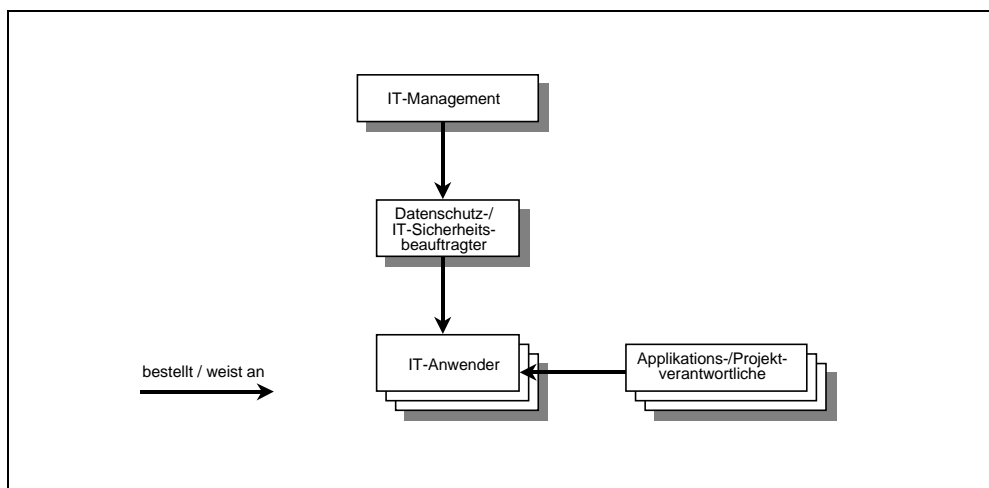 IT-Management
Datenschutz-/
IT-Sicherheits-
beauftragter
IT-Anwender
Applikations-/Projekt-
verantwortliche
bestellt / weist an